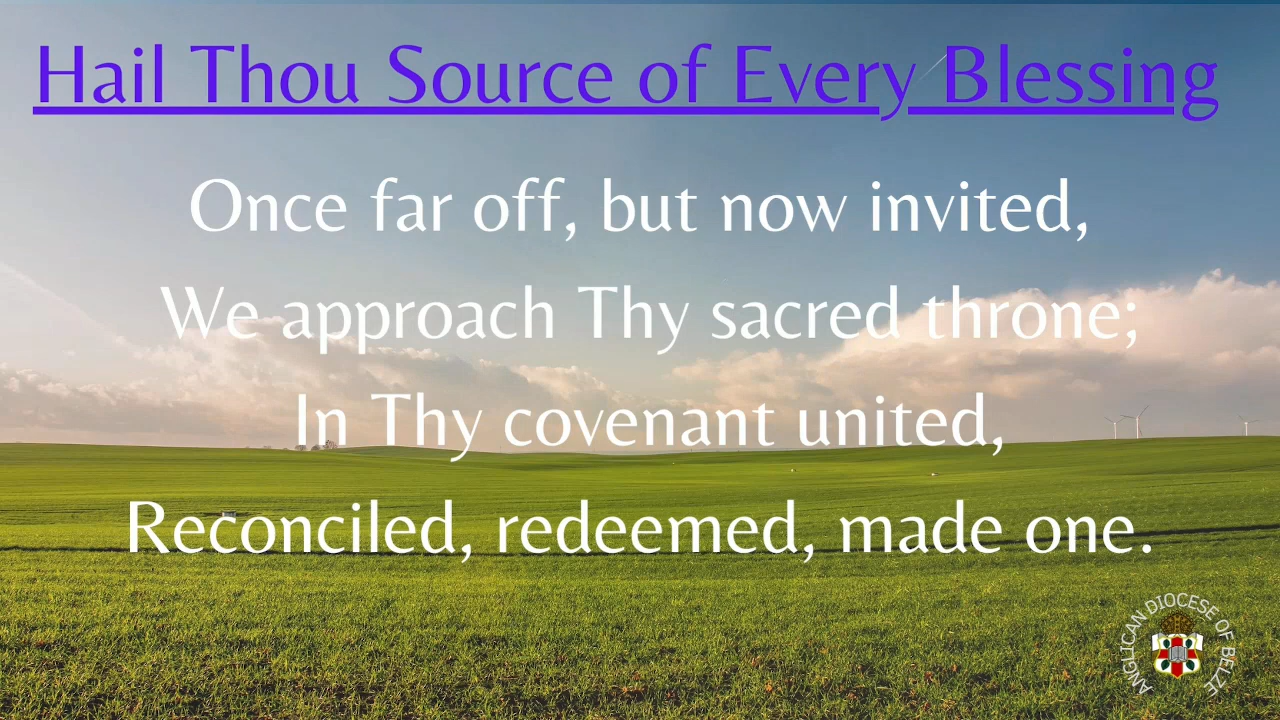 Hail Thou Source of Every Blessing
Once far off, but now invited,
We approach Thy sacred throne;
In Thy covenant united,
Reconciled, redeemed, made one.
ANGLICAN DIOCESE OF BELIZE